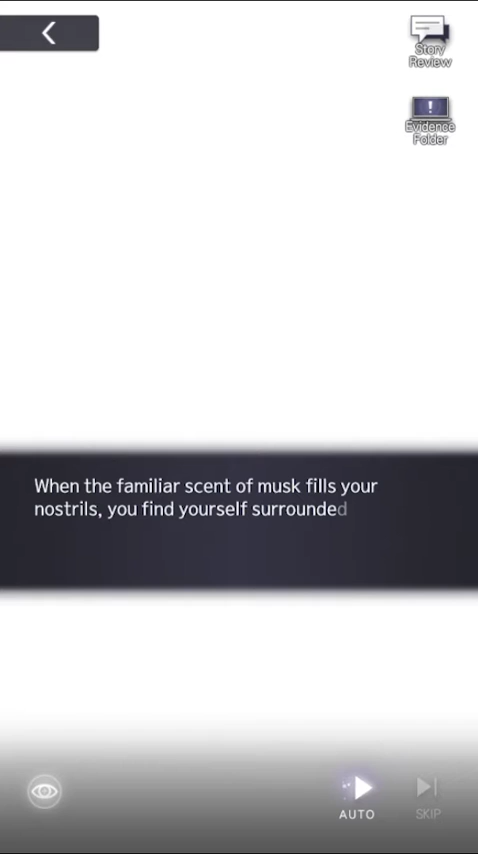 Story
Review
Evidence
Folder
When the familiar scent of musk fills your
nostrils, you find yourself surrounded
AUTO
SKIP